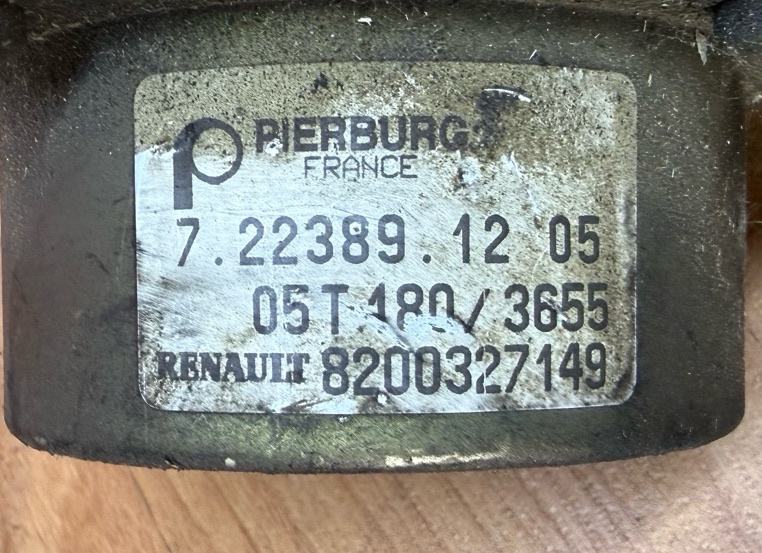 PIERBURG
FRANCE
7.22389.12 05
05T 180/3655
RENAULT 8200327149